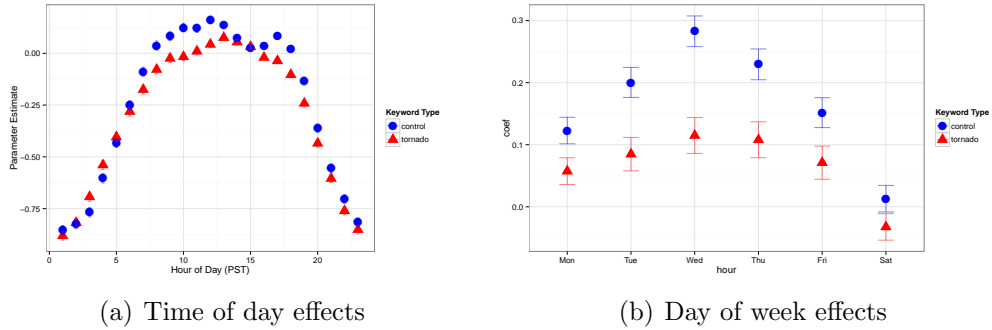 0.00
−0.25
−0.50
−0.75
Parameter Estimate
0 5 10 15 20
Hour of Day (PST)
Keyword Type
control
tornado
(a) Time of day effects
0.3
0.2
0.1
0.0
coef
Mon Tue Wed Thu Fri Sat
hour
Keyword Type
control
tornado
(b) Day of week effects